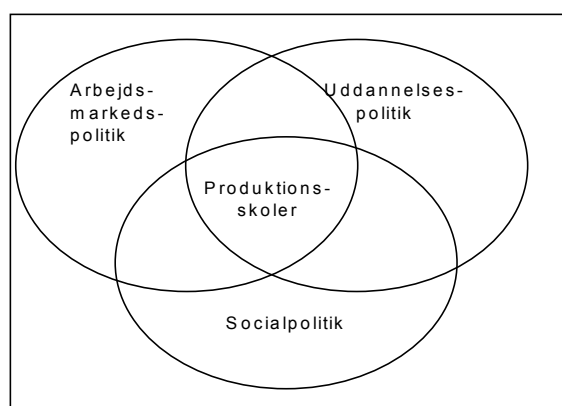 Arbejds-
markeds-
politik
Uddannelses-
politik
Produktions-
skoler
Socialpolitik